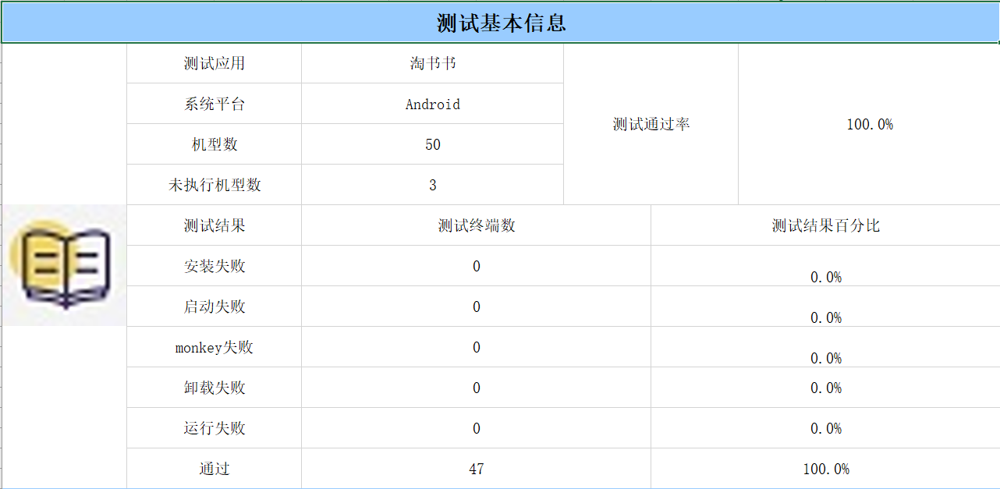 测试基本信息
测试应用 淘书书
系统平台 Android
机型数 50
未执行机型数 3
测试通过率 100.0%
测试结果 测试终端数 测试结果百分比
安装失败 0 0.0%
启动失败 0 0.0%
monkey失败 0 0.0%
卸载失败 0 0.0%
运行失败 0 0.0%
通过 47 100.0%